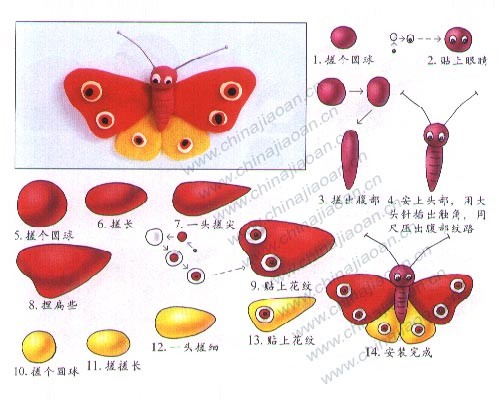 1. 搓个圆球
2. 贴上眼睛
3. 搓出腹部
4. 安上头部，用大
头针插出触角，用
尺压出腹部纹路
5. 搓个圆球
6. 搓长
7. 一头搓尖
8. 捏扁些
9. 贴上花纹
10. 搓个圆球
11. 搓搓长
12. 一头搓细
13. 贴上花纹
14. 安装完成
www.chinajiaoan.cn
www.chinajiaoan.cn
www.chinajiaoan.cn
www.chinajiaoan.cn